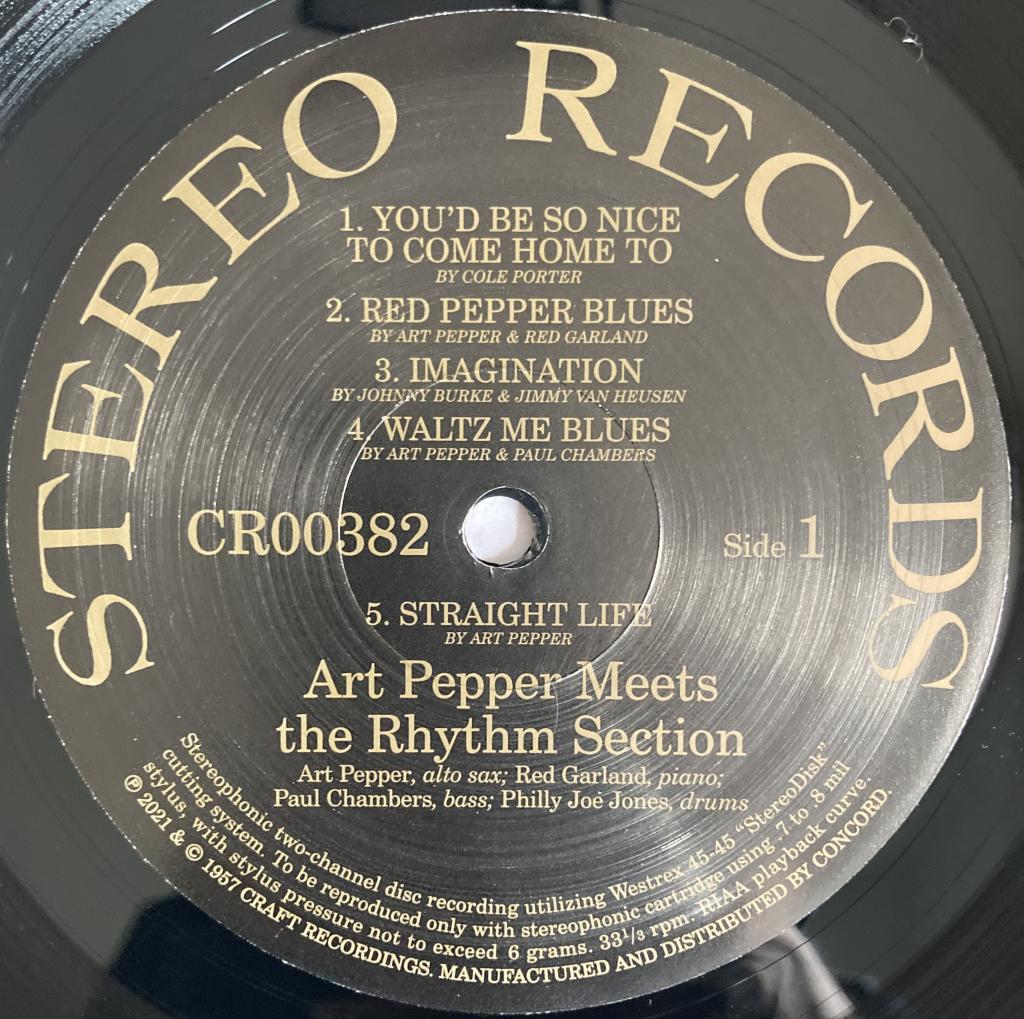 STEREO RECORDS
1. YOU'D BE SO NICE
TO COME HOME TO
BY COLE PORTER
2. RED PEPPER BLUES
BY ART PEPPER & RED GARLAND
3. IMAGINATION
BY JOHNNY BURKE & JIMMY VAN HEUSEN
4. WALTZ ME BLUES
BY ART PEPPER & PAUL CHAMBERS
CR00382
Side 1
5. STRAIGHT LIFE
BY ART PEPPER
Art Pepper Meets
the Rhythm Section
Art Pepper, alto sax; Red Garland, piano;
Paul Chambers, bass; Philly Joe Jones, drums
Stereophonic two-channel disc recording utilizing Westrex 45-45 “StereoDisk”
cutting system. To be reproduced only with stereophonic cartridge using .7 to .8 mil
stylus, with stylus pressure not to exceed 6 grams. 33¹/₃ rpm. RIAA playback curve.
℗ 2021 & © 1957 CRAFT RECORDINGS. MANUFACTURED AND DISTRIBUTED BY CONCORD.